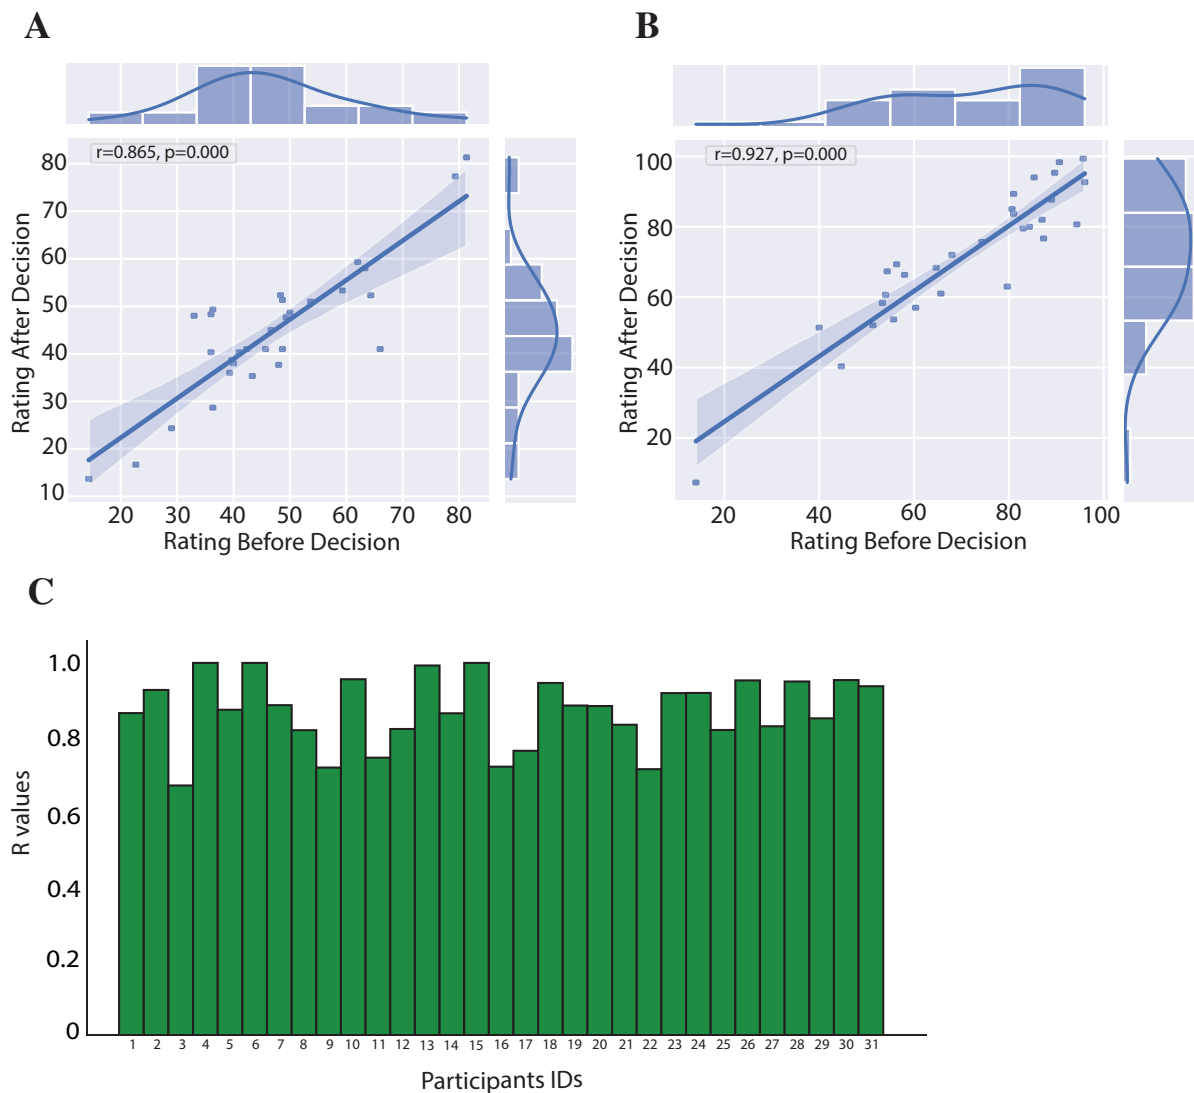 A
B
r=0.865, p=0.000
80
70
60
50
40
30
20
10
Rating After Decision
20 30 40 50 60 70 80
Rating Before Decision
r=0.927, p=0.000
100
80
60
40
20
Rating After Decision
20 40 60 80 100
Rating Before Decision
C
1.0
0.8
0.6
0.4
0.2
0
R values
1 2 3 4 5 6 7 8 9 10 11 12 13 14 15 16 17 18 19 20 21 22 23 24 25 26 27 28 29 30 31
Participants IDs